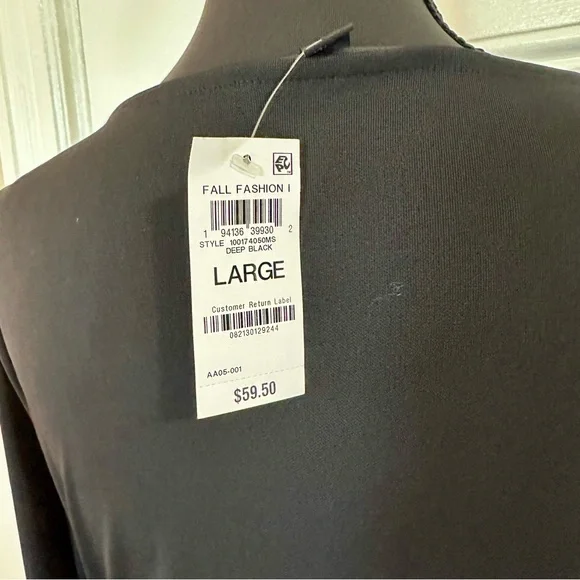 FALL FASHION I
1 94136 39930 2
STYLE 100174050MS
DEEP BLACK
LARGE
Customer Return Label
082130129244
AA05-001
$59.50